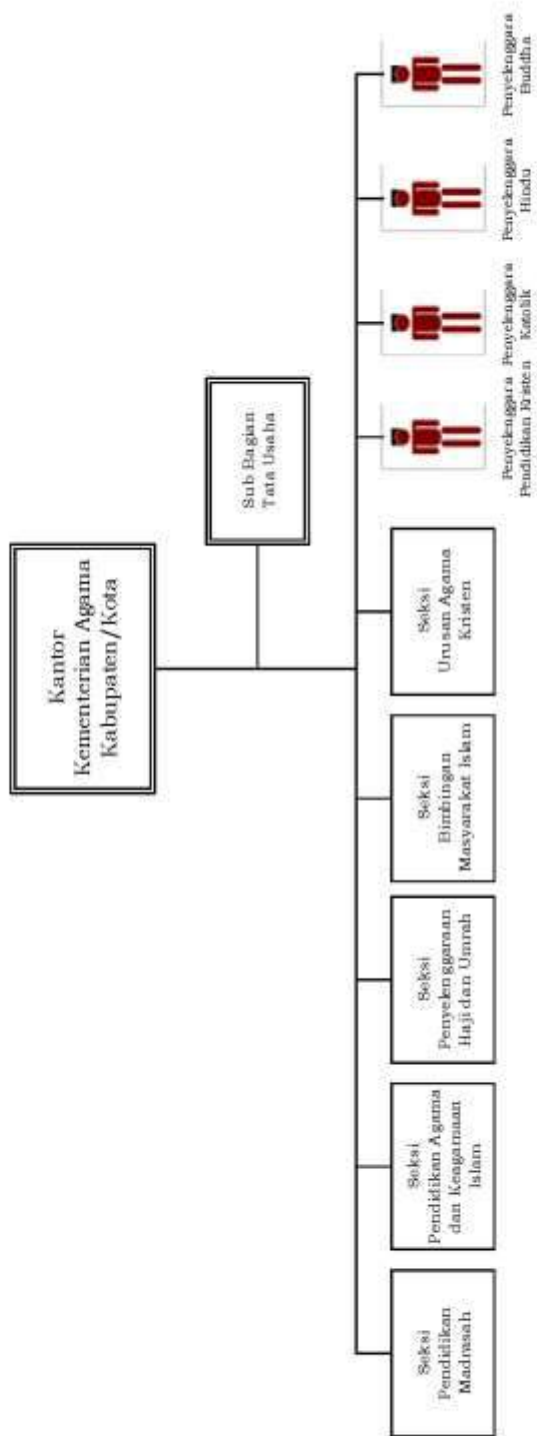 Kantor
Kementerian Agama
Kabupaten/Kota
Sub Bagian
Tata Usaha
Seksi
Pendidikan
Madrasah
Seksi
Pendidikan Agama
dan Keagamaan
Islam
Seksi
Penyelenggaraan
Haji dan Umrah
Seksi
Bimbingan
Masyarakat Islam
Seksi
Urusan Agama
Kristen
Penyelenggara
Pendidikan Kristen
Penyelenggara
Katolik
Penyelenggara
Hindu
Penyelenggara
Buddha